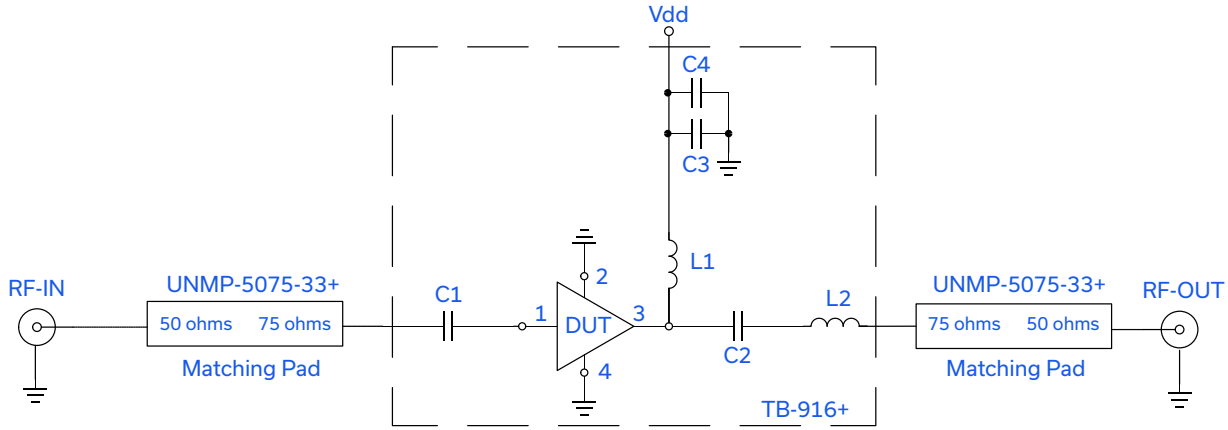 Vdd
C4
C3
L1
2
RF-IN
UNMP-5075-33+
50 ohms 75 ohms
Matching Pad
C1
1
DUT
3
4
C2
L2
TB-916+
UNMP-5075-33+
75 ohms 50 ohms
Matching Pad
RF-OUT